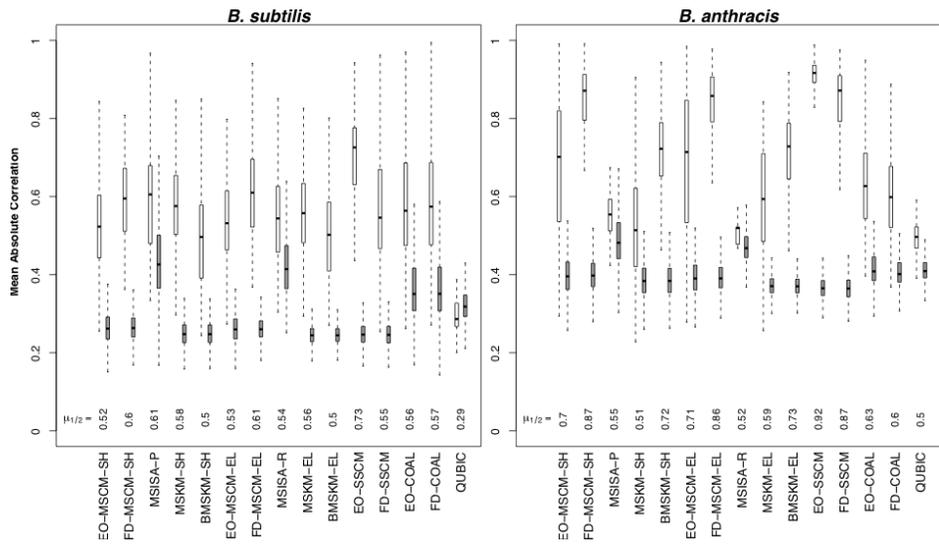 B. subtilis
B. anthracis
Mean Absolute Correlation
1
0.8
0.6
0.4
0.2
0
1
0.8
0.6
0.4
0.2
0
μ1/2 = 0.52 0.6 0.61 0.58 0.5 0.53 0.61 0.54 0.56 0.5 0.73 0.55 0.56 0.57 0.29
μ1/2 = 0.7 0.87 0.55 0.51 0.72 0.71 0.86 0.52 0.59 0.73 0.92 0.87 0.63 0.6 0.5
EO-MSCM-SH
FD-MSCM-SH
MSISA-P
MSKM-SH
BMSKM-SH
EO-MSCM-EL
FD-MSCM-EL
MSISA-R
MSKM-EL
BMSKM-EL
EO-SSCM
FD-SSCM
EO-COAL
FD-COAL
QUBIC
EO-MSCM-SH
FD-MSCM-SH
MSISA-P
MSKM-SH
BMSKM-SH
EO-MSCM-EL
FD-MSCM-EL
MSISA-R
MSKM-EL
BMSKM-EL
EO-SSCM
FD-SSCM
EO-COAL
FD-COAL
QUBIC